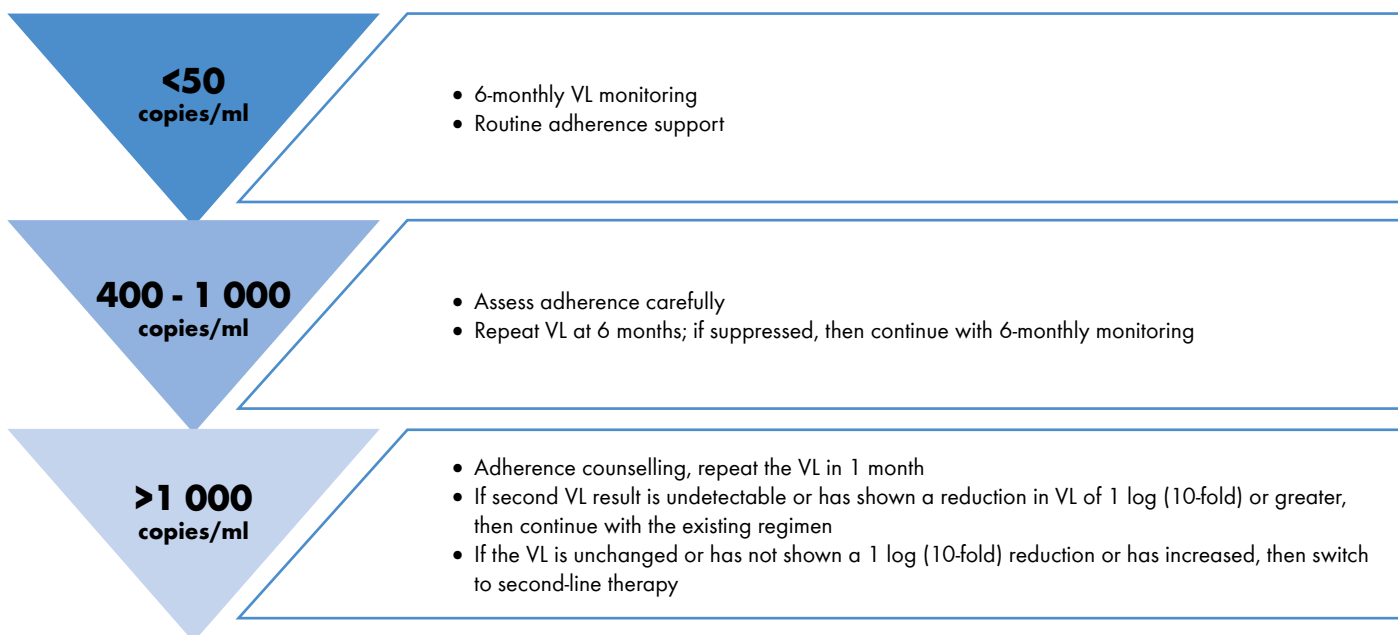 <50
copies/ml
• 6-monthly VL monitoring
• Routine adherence support
400 - 1 000
copies/ml
• Assess adherence carefully
• Repeat VL at 6 months; if suppressed, then continue with 6-monthly monitoring
>1 000
copies/ml
• Adherence counselling, repeat the VL in 1 month
• If second VL result is undetectable or has shown a reduction in VL of 1 log (10-fold) or greater,
then continue with the existing regimen
• If the VL is unchanged or has not shown a 1 log (10-fold) reduction or has increased, then switch
to second-line therapy